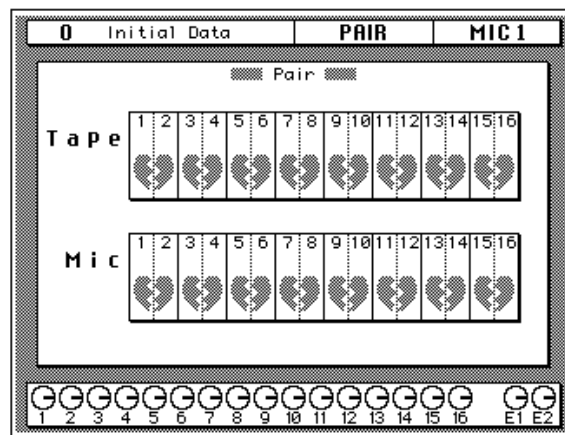 0 Initial Data PAIR MIC1
Pair
1 2 3 4 5 6 7 8 9 10 11 12 13 14 15 16
Tape
1 2 3 4 5 6 7 8 9 10 11 12 13 14 15 16
Mic
1 2 3 4 5 6 7 8 9 10 11 12 13 14 15 16 E1 E2